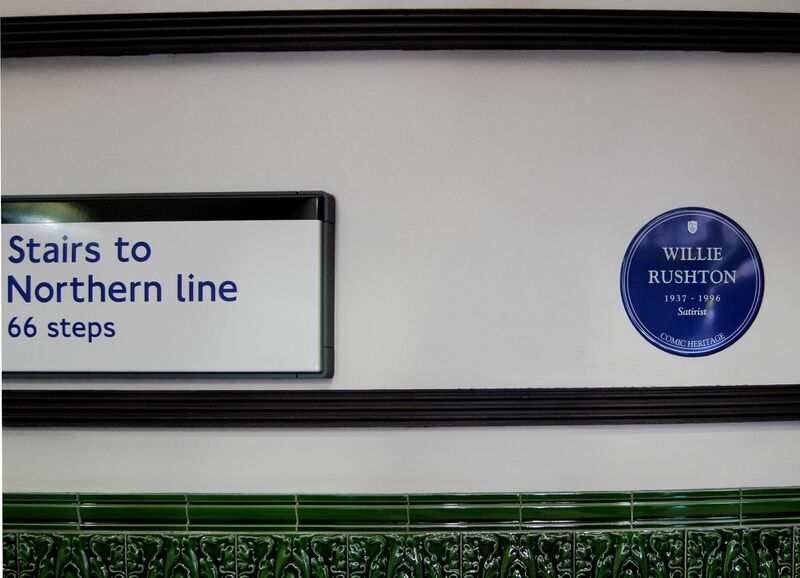 Stairs to
Northern line
66 steps
WILLIE
RUSHTON
1937 - 1996
Satirist
COMIC HERITAGE